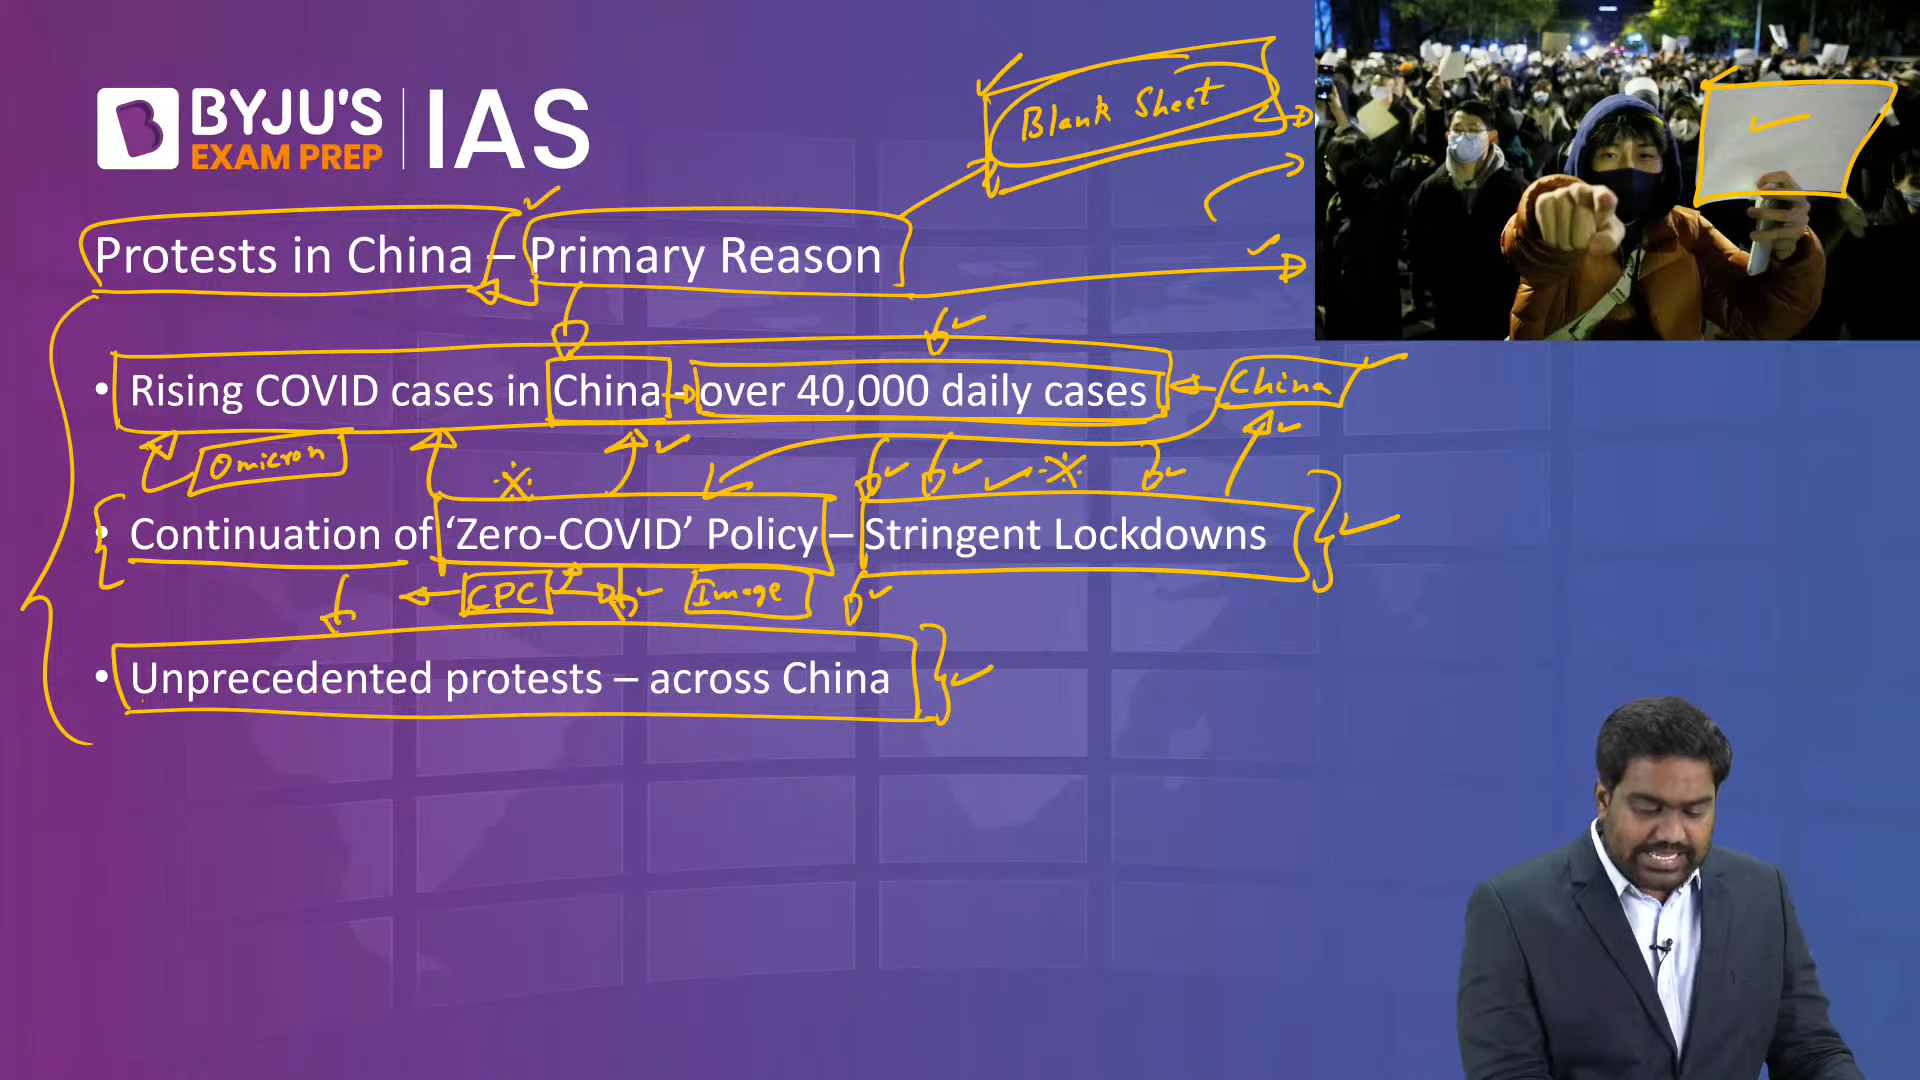 BYJU'S
EXAM PREP
IAS
Blank Sheet
Protests in China – Primary Reason
• Rising COVID cases in China - over 40,000 daily cases
China
Omicron
• Continuation of ‘Zero-COVID’ Policy – Stringent Lockdowns
CPC
Image
• Unprecedented protests – across China